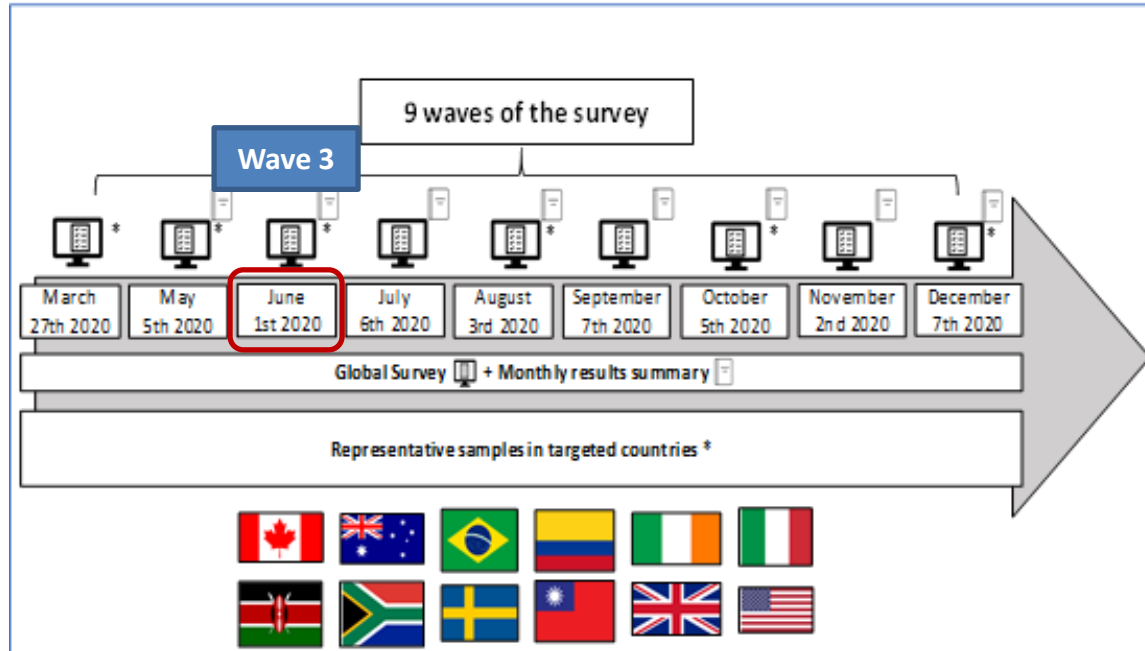 9 waves of the survey
Wave 3
* * * * * *
March May June July August September October November December
27th 2020 5th 2020 1st 2020 6th 2020 3rd 2020 7th 2020 5th 2020 2nd 2020 7th 2020
Global Survey + Monthly results summary
Representative samples in targeted countries *